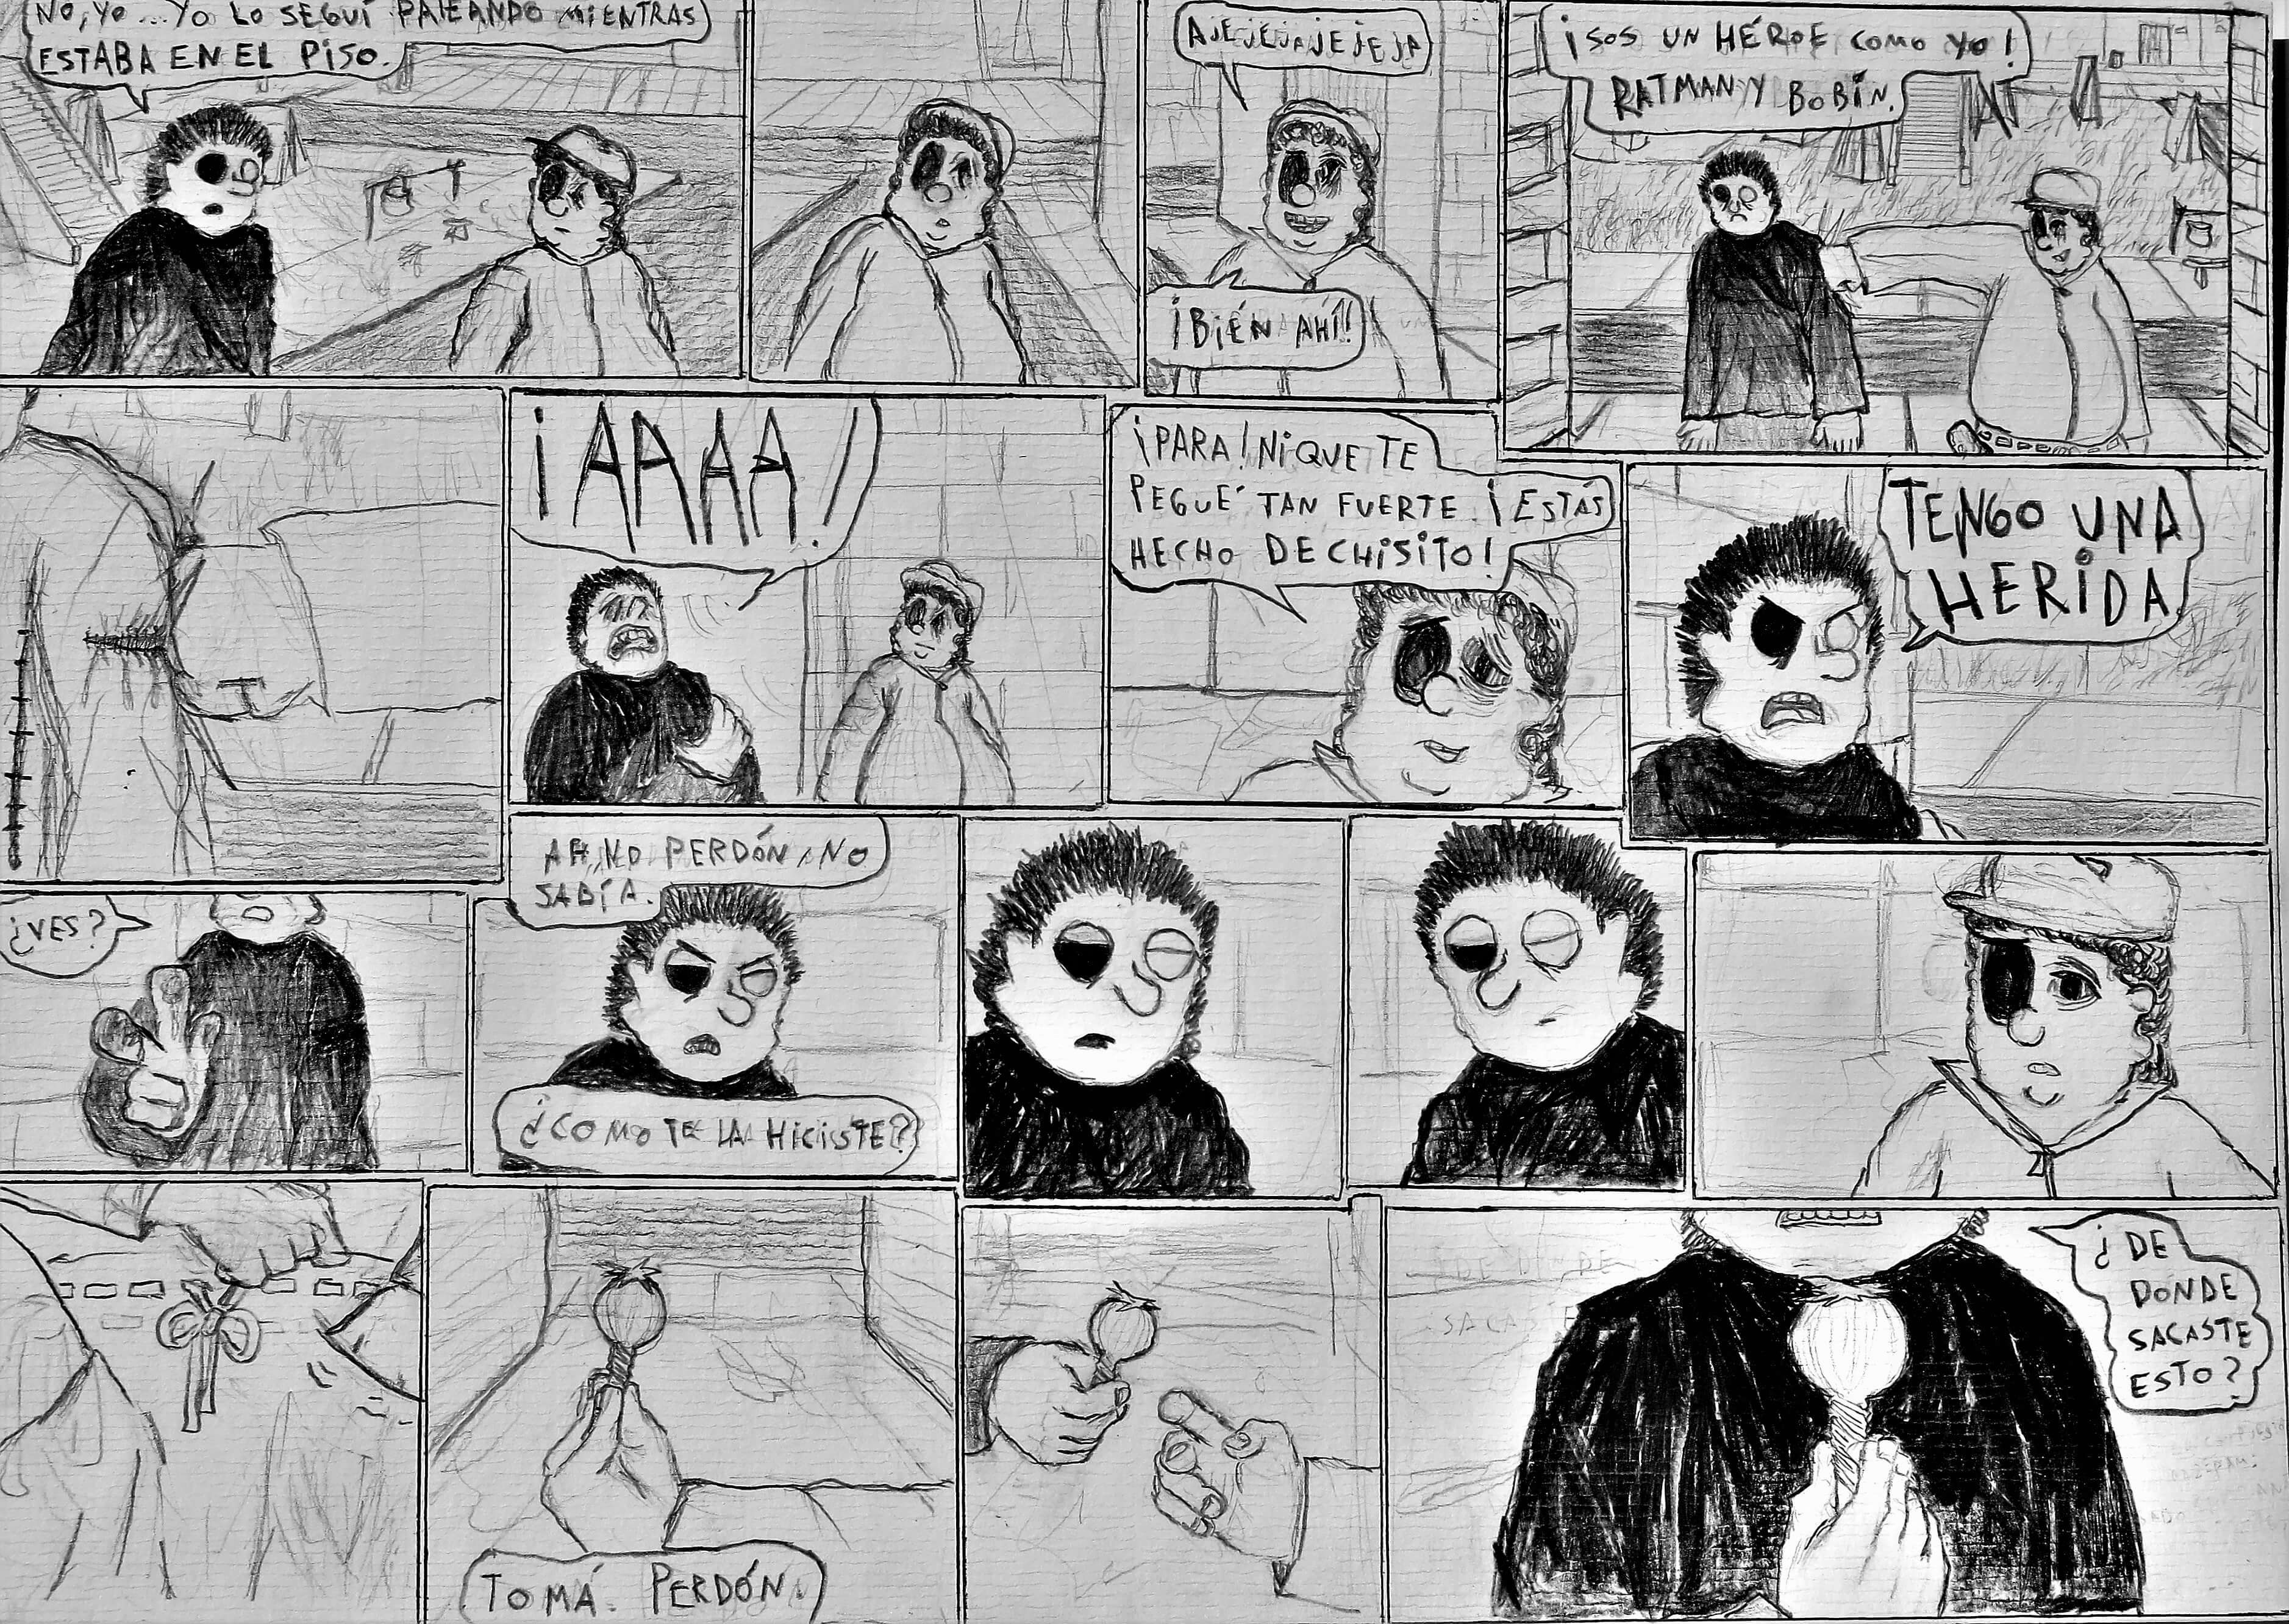 NO, YO... YO LO SEGUÍ PATEANDO MIENTRAS
ESTABA EN EL PISO.
AJEJEJAJEJEJA
¡BIÉN AHÍ!
¡SOS UN HÉROE COMO YO!
RATMAN Y BOBÍN.
¡AAAA!
¡PARA! NI QUE TE
PEGUÉ TAN FUERTE. ¡ESTÁS
HECHO DE CHISITO!
TENGO UNA
HERIDA.
¿VES?
AH, NO PERDÓN, NO
SABÍA.
¿COMO TE LA HICISTE?
TOMÁ. PERDÓN.
¿DE
DONDE
SACASTE
ESTO?